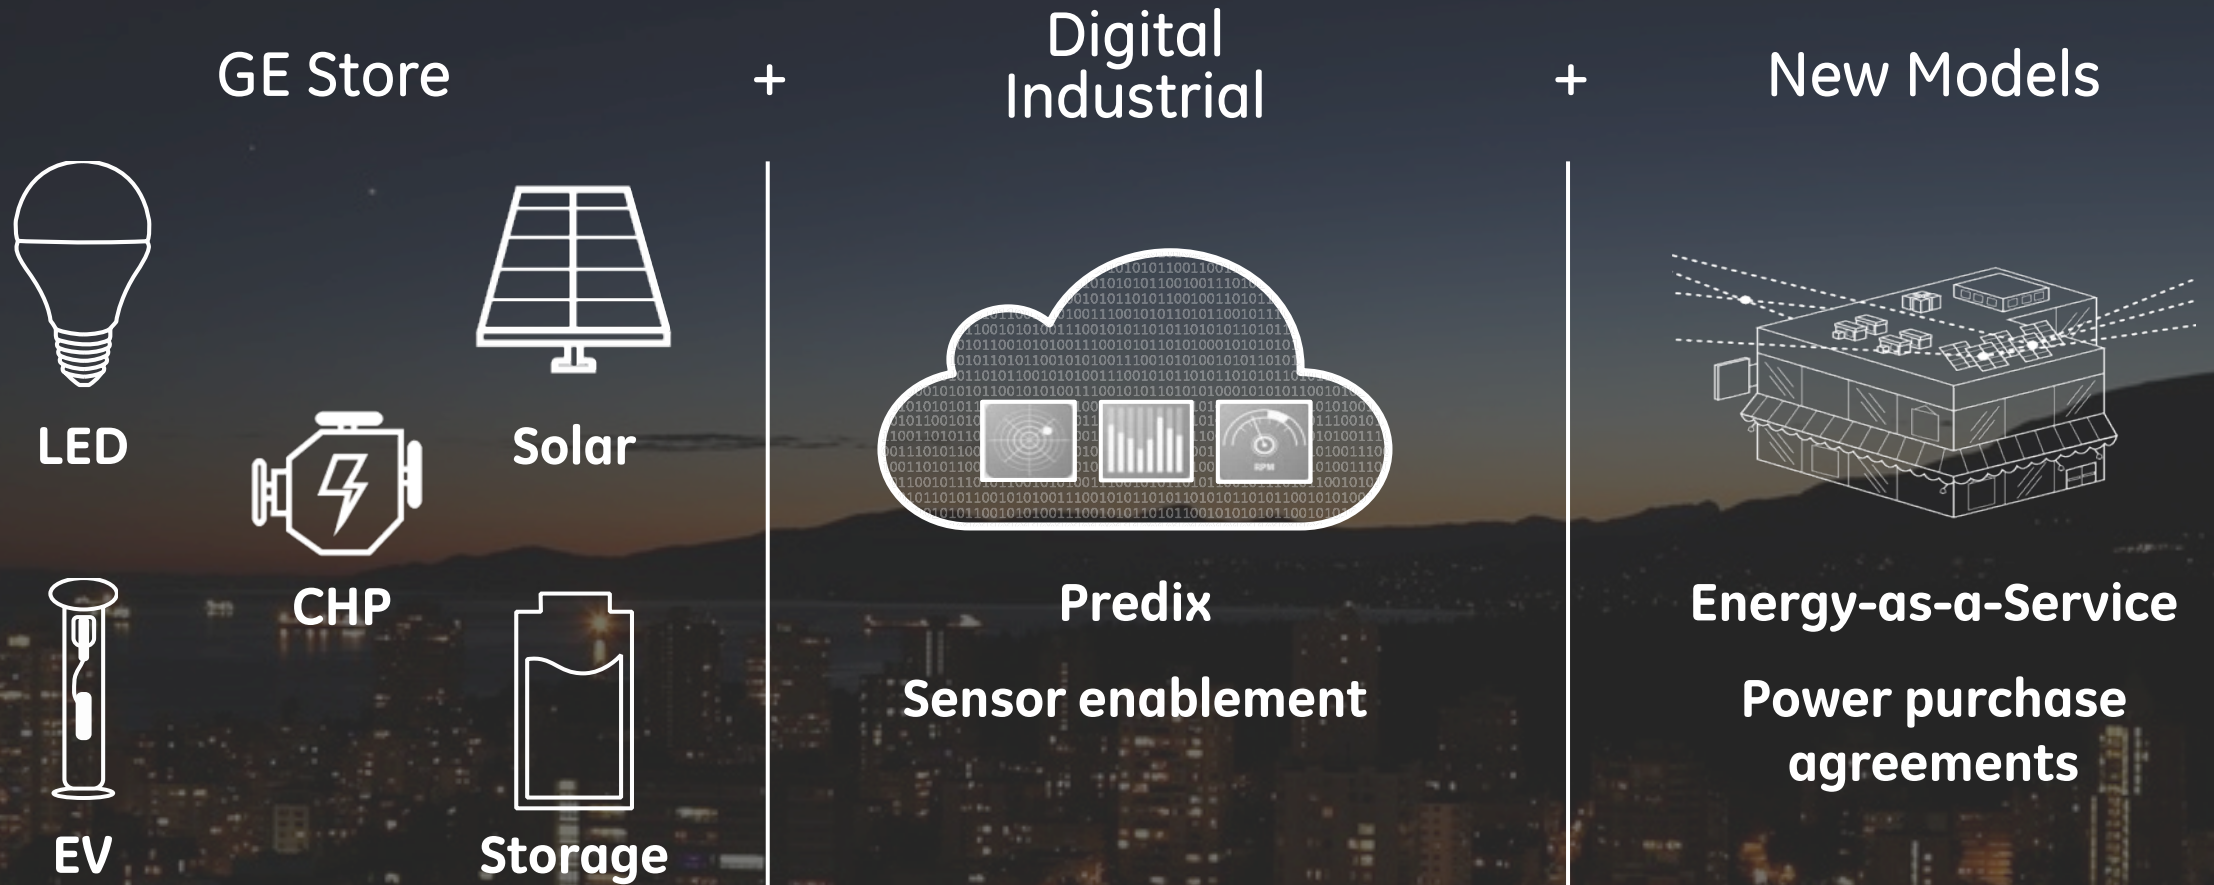 GE Store
+
Digital
Industrial
+
New Models
LED
Solar
CHP
EV
Storage
RPM
Predix
Sensor enablement
Energy-as-a-Service
Power purchase
agreements